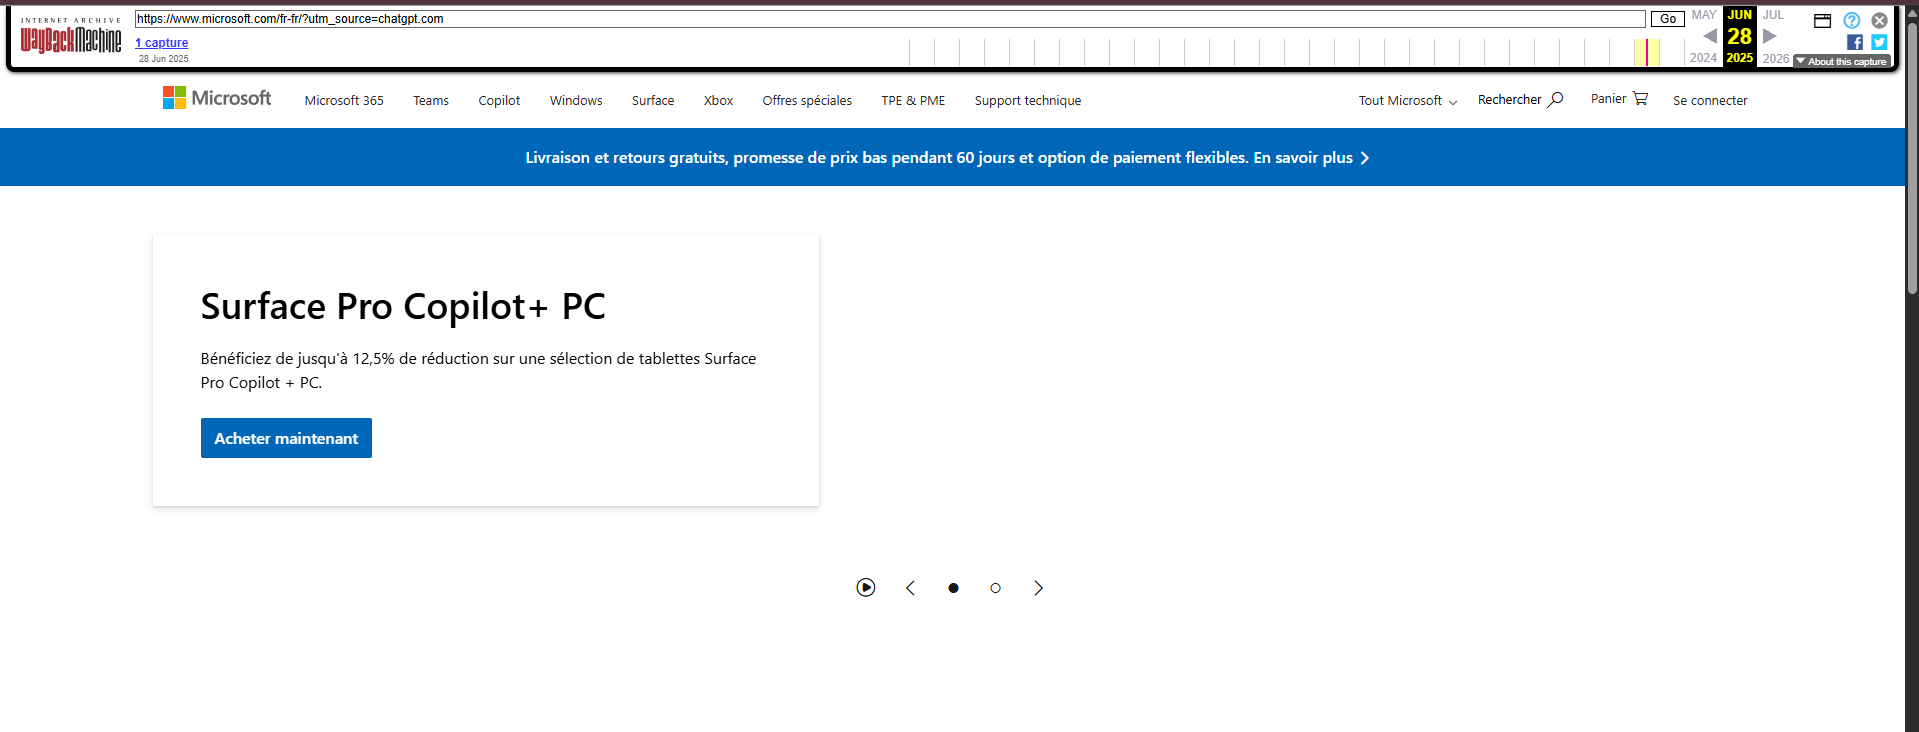 INTERNET ARCHIVE
WayBackMachine
https://www.microsoft.com/fr-fr/?utm_source=chatgpt.com
Go
1 capture
28 Jun 2025
MAY
JUN
JUL
28
2024
2025
2026
About this capture
Microsoft
Microsoft 365
Teams
Copilot
Windows
Surface
Xbox
Offres spéciales
TPE & PME
Support technique
Tout Microsoft
Rechercher
Panier
Se connecter
Livraison et retours gratuits, promesse de prix bas pendant 60 jours et option de paiement flexibles. En savoir plus
Surface Pro Copilot+ PC
Bénéficiez de jusqu'à 12,5% de réduction sur une sélection de tablettes Surface
Pro Copilot + PC.
Acheter maintenant